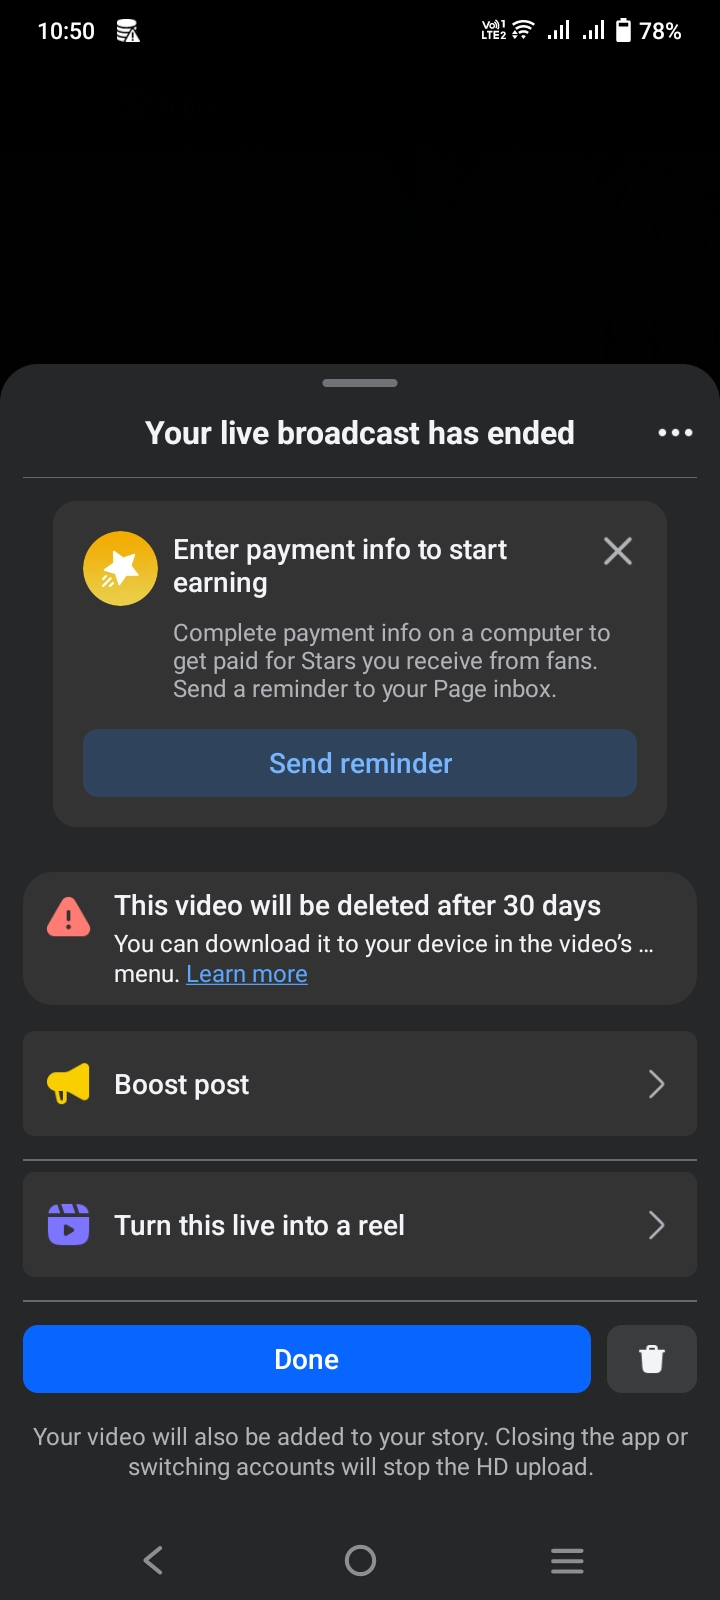 10:50
Vo)) 1
LTE2
78%
Your live broadcast has ended
Enter payment info to start
earning
Complete payment info on a computer to
get paid for Stars you receive from fans.
Send a reminder to your Page inbox.
Send reminder
This video will be deleted after 30 days
You can download it to your device in the video’s ...
menu. Learn more
Boost post
Turn this live into a reel
Done
Your video will also be added to your story. Closing the app or
switching accounts will stop the HD upload.